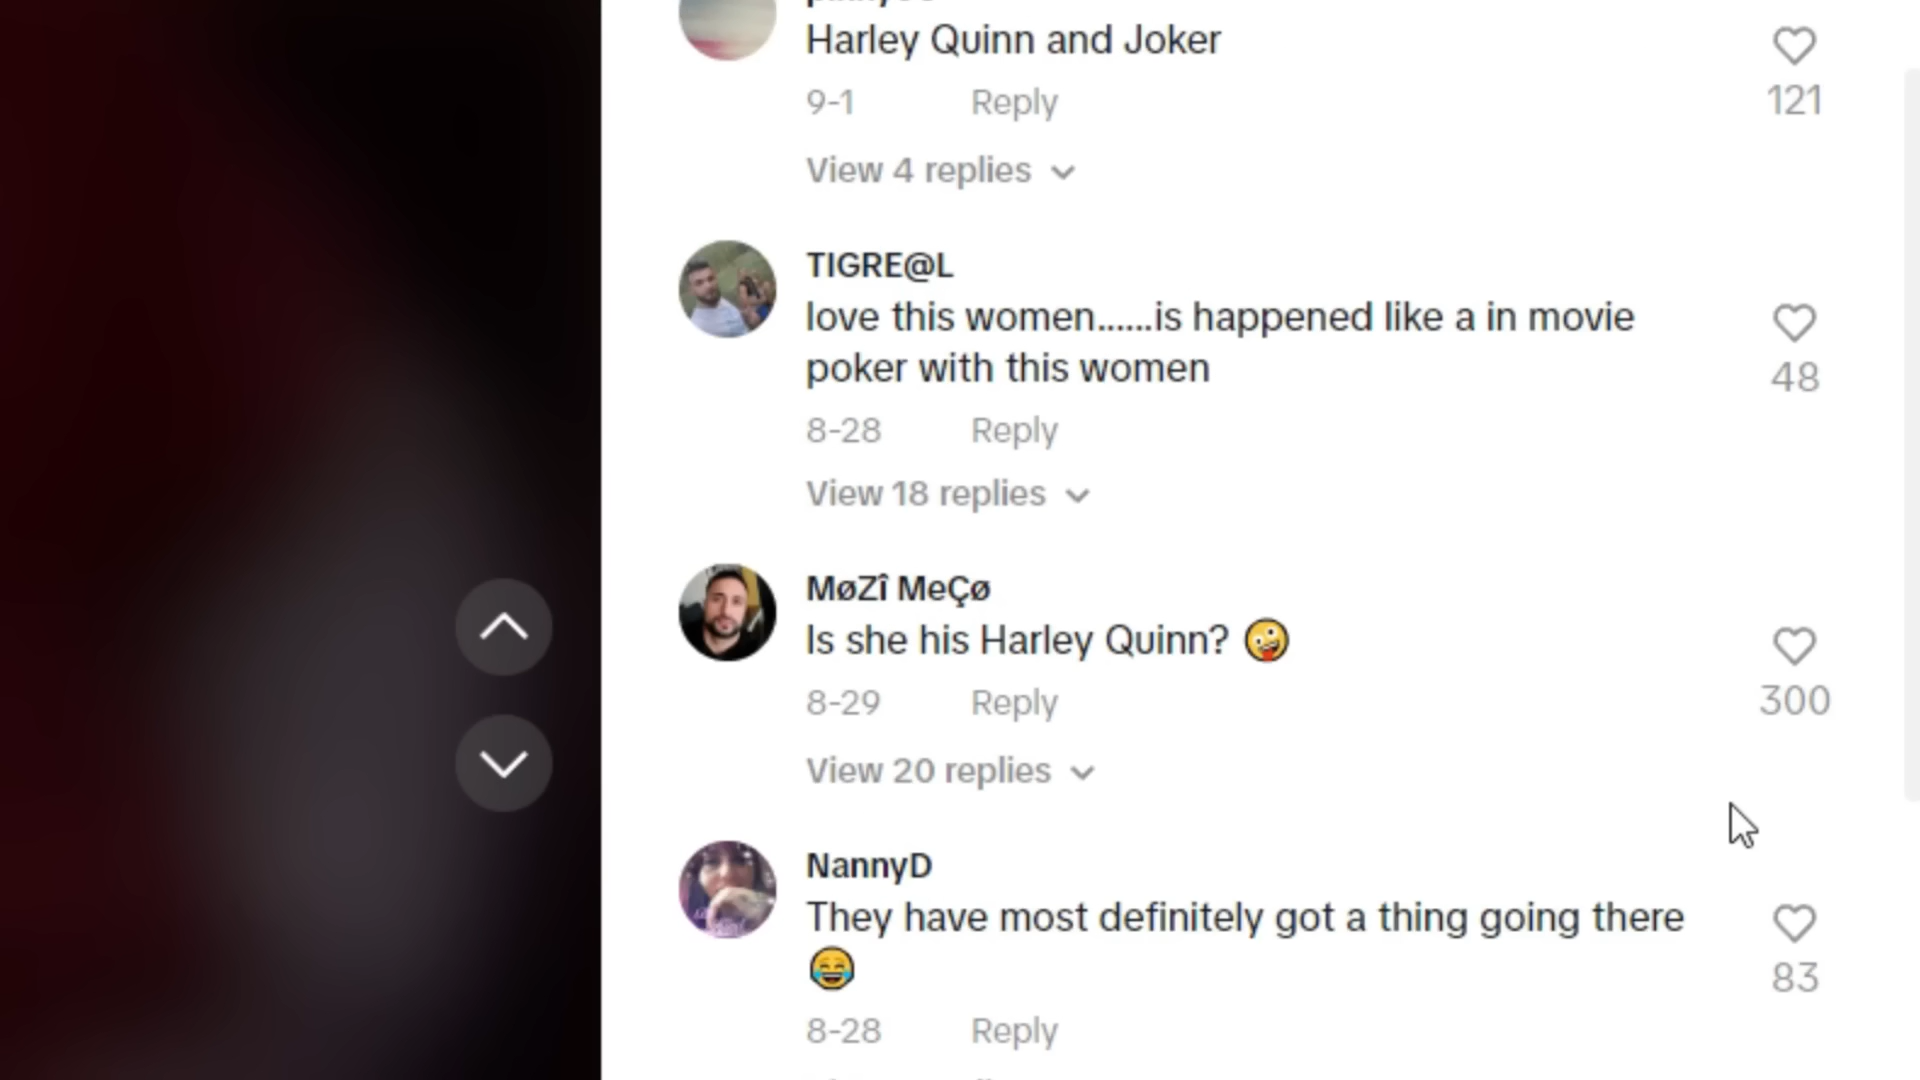 Harley Quinn and Joker
121
9-1 Reply
View 4 replies
TIGRE@L
love this women......is happened like a in movie
poker with this women
48
8-28 Reply
View 18 replies
MøZî MeÇø
Is she his Harley Quinn? 🤪
300
8-29 Reply
View 20 replies
NannyD
They have most definitely got a thing going there
😂
83
8-28 Reply